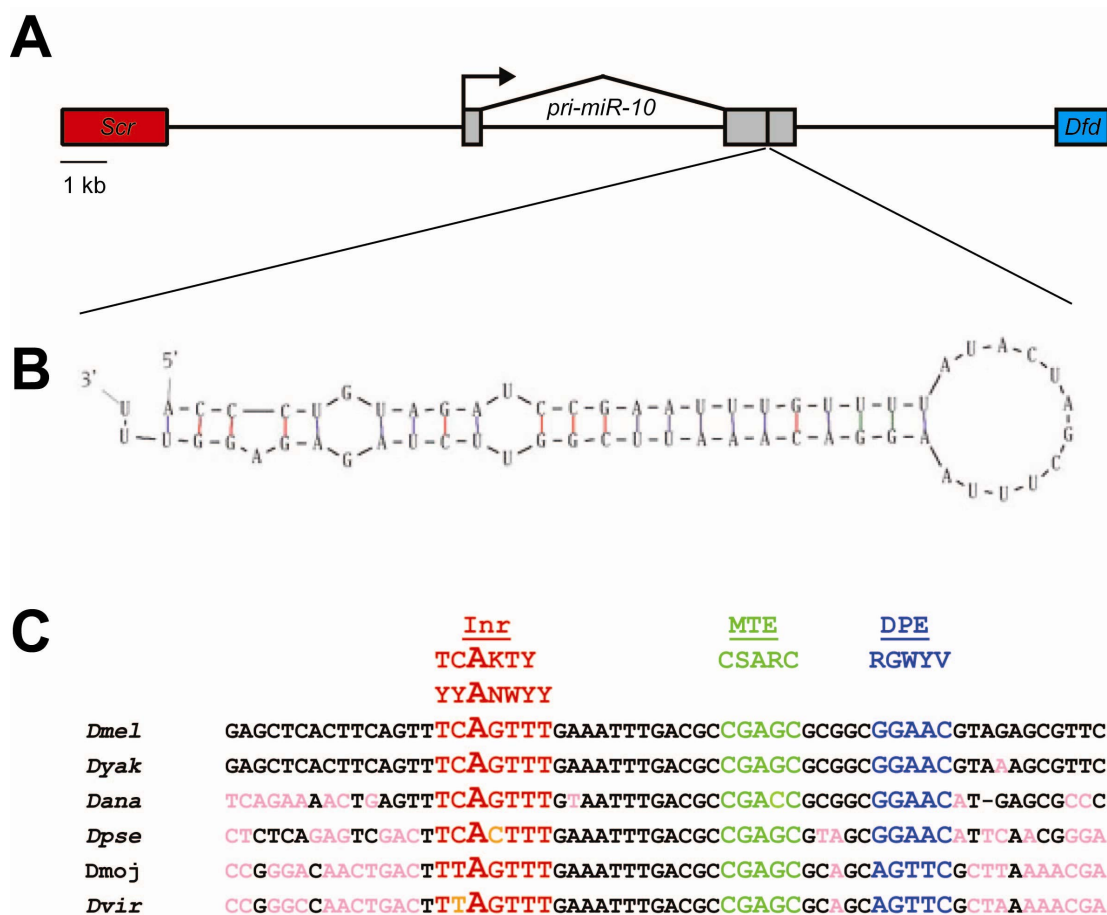 A
pri-miR-10
Scr
Dfd
1 kb
B
3' 5'
A-C-C-C-U-G-U-A-G-A-U-C-C-G-A-A-U-U-U-G-U-U-U-U-A-U-A-C-U-A-G-C-U-U-U-A
U-U-U-G-G-A-G-A-G-A-U-C-U-U-G-G-C-U-U-A-A-A-C-A-G-G-A
C
Inr MTE DPE
TCAKTY CSARC RGWYV
YYANWYY
Dmel GAGCTCACTTCAGTTTCAGTTTGAAATTTGACGCCGAGCGCGGCGGAACGTAGAGCGTTC
Dyak GAGCTCACTTCAGTTTCAGTTTGAAATTTGACGCCGAGCGCGGCGGAACGTAAAGCGTTC
Dana TCAGAAAACTGAGTTTCAGTTTGTAATTTGACGCCGACCGCGGCGGAACAT-GAGCGCCC
Dpse CTCTCAGAGTCGACTTCACTTTGAAATTTGACGCCGAGCGTAGCGGAACATTCAACGGGA
Dmoj CCGGGACAACTGACTTTAGTTTGAAATTTGACGCCGAGCGCAGCAGTTCGCTTAAAACGA
Dvir CCGGGCCAACTGACTTTAGTTTGAAATTTGACGCCGAGCGCAGCAGTTCGCTAAAAACGA